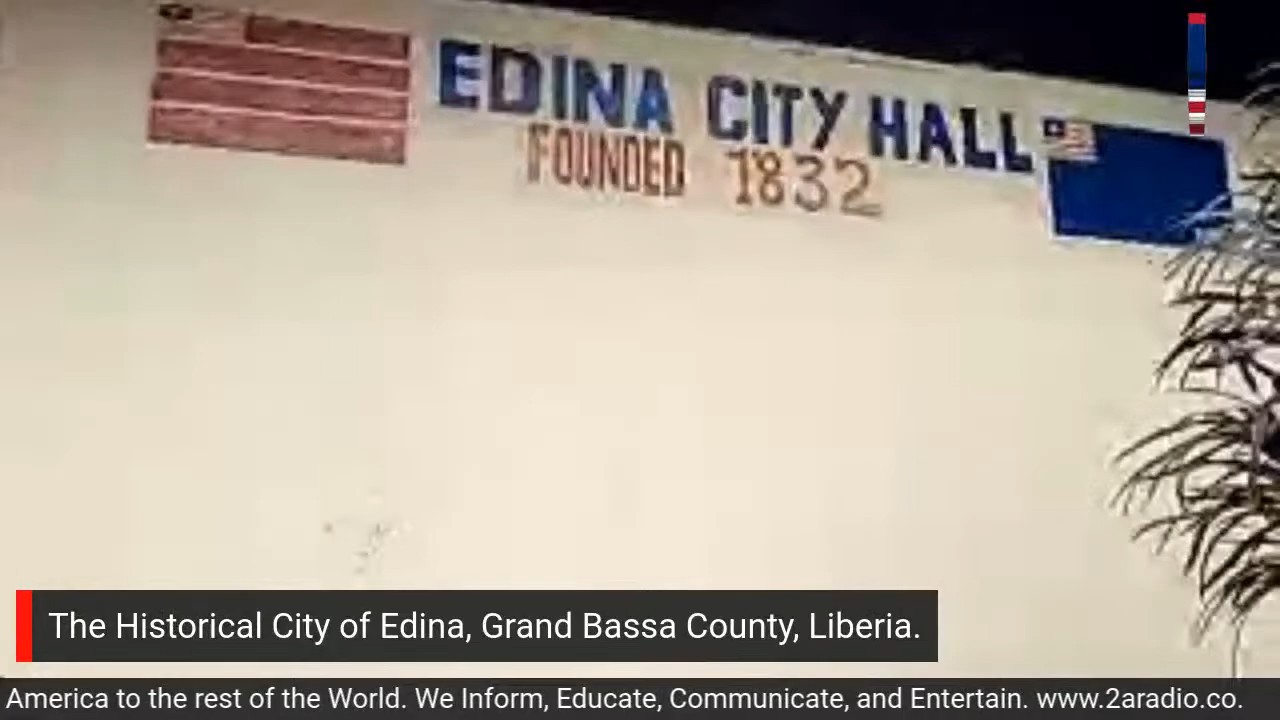 EDINA CITY HALL
FOUNDED 1832
The Historical City of Edina, Grand Bassa County, Liberia.
America to the rest of the World. We Inform, Educate, Communicate, and Entertain. www.2aradio.co.